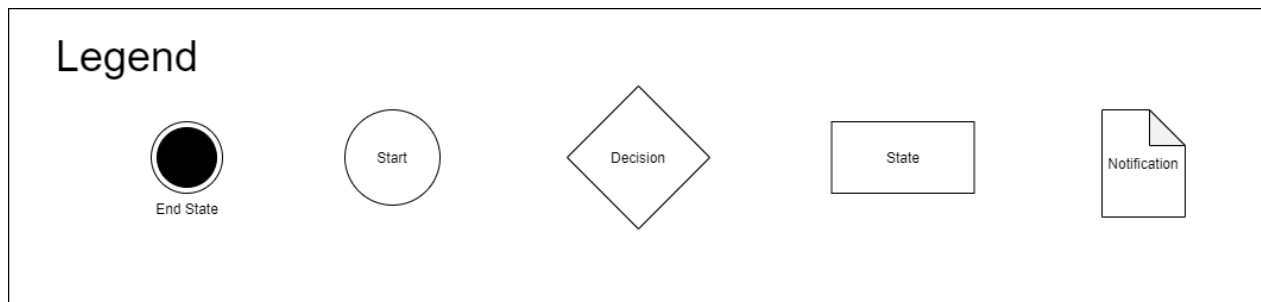 Legend
Start
Decision
State
Notification
End State